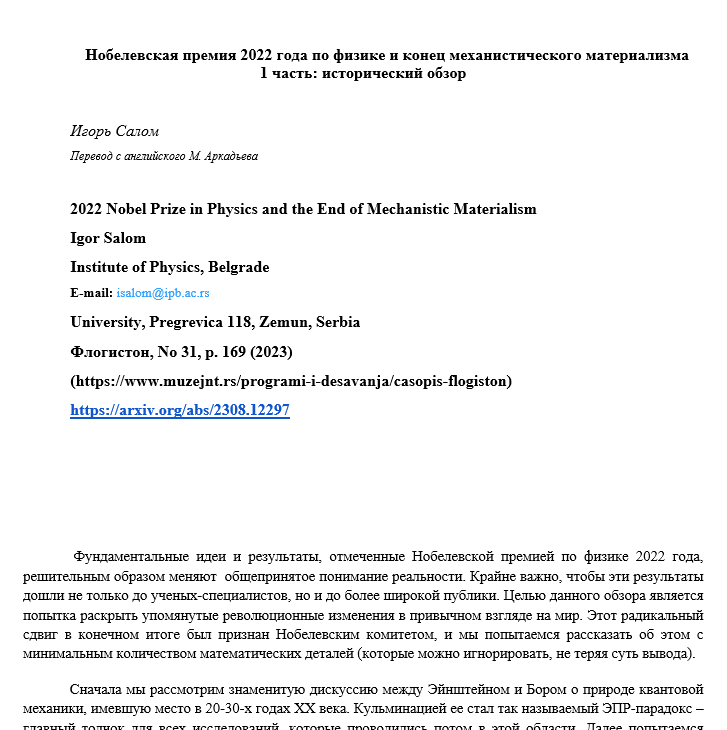 Нобелевская премия 2022 года по физике и конец механистического материализма
1 часть: исторический обзор
Игорь Салом
Перевод с английского М. Аркадьева
2022 Nobel Prize in Physics and the End of Mechanistic Materialism
Igor Salom
Institute of Physics, Belgrade
E-mail: isalom@ipb.ac.rs
University, Pregrevica 118, Zemun, Serbia
Флогистон, No 31, p. 169 (2023)
(https://www.muzejnt.rs/programi-i-desavanja/casopis-flogiston)
https://arxiv.org/abs/2308.12297
Фундаментальные идеи и результаты, отмеченные Нобелевской премией по физике 2022 года,
решительным образом меняют общепринятое понимание реальности. Крайне важно, чтобы эти результаты
дошли не только до ученых-специалистов, но и до более широкой публики. Целью данного обзора является
попытка раскрыть упомянутые революционные изменения в привычном взгляде на мир. Этот радикальный
сдвиг в конечном итоге был признан Нобелевским комитетом, и мы попытаемся рассказать об этом с
минимальным количеством математических деталей (которые можно игнорировать, не теряя суть вывода).
Сначала мы рассмотрим знаменитую дискуссию между Эйнштейном и Бором о природе квантовой
механики, имевшую место в 20-30-х годах XX века. Кульминацией ее стал так называемый ЭПР-парадокс –
главный толчок для всех исследований, которые проводились потом в этой области. Далее попытаемся